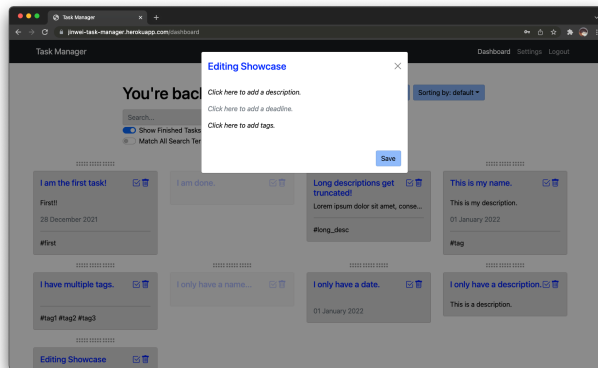 Task Manager
jinwei-task-manager.herokuapp.com/dashboard
Task Manager
Dashboard Settings Logout
Editing Showcase
You're back
Sorting by: default
Click here to add a description.
Search...
Click here to add a deadline.
Show Finished Tasks
Click here to add tags.
Match All Search
Save
I am the first task!
First!!
28 December 2021
#first
I am done.
Long descriptions get
truncated!
Lorem ipsum dolor sit amet, conse...
#long_desc
This is my name.
This is my description.
01 January 2022
#tag
I have multiple tags.
#tag1 #tag2 #tag3
I only have a name...
I only have a date.
01 January 2022
I only have a description.
This is a description.
Editing Showcase